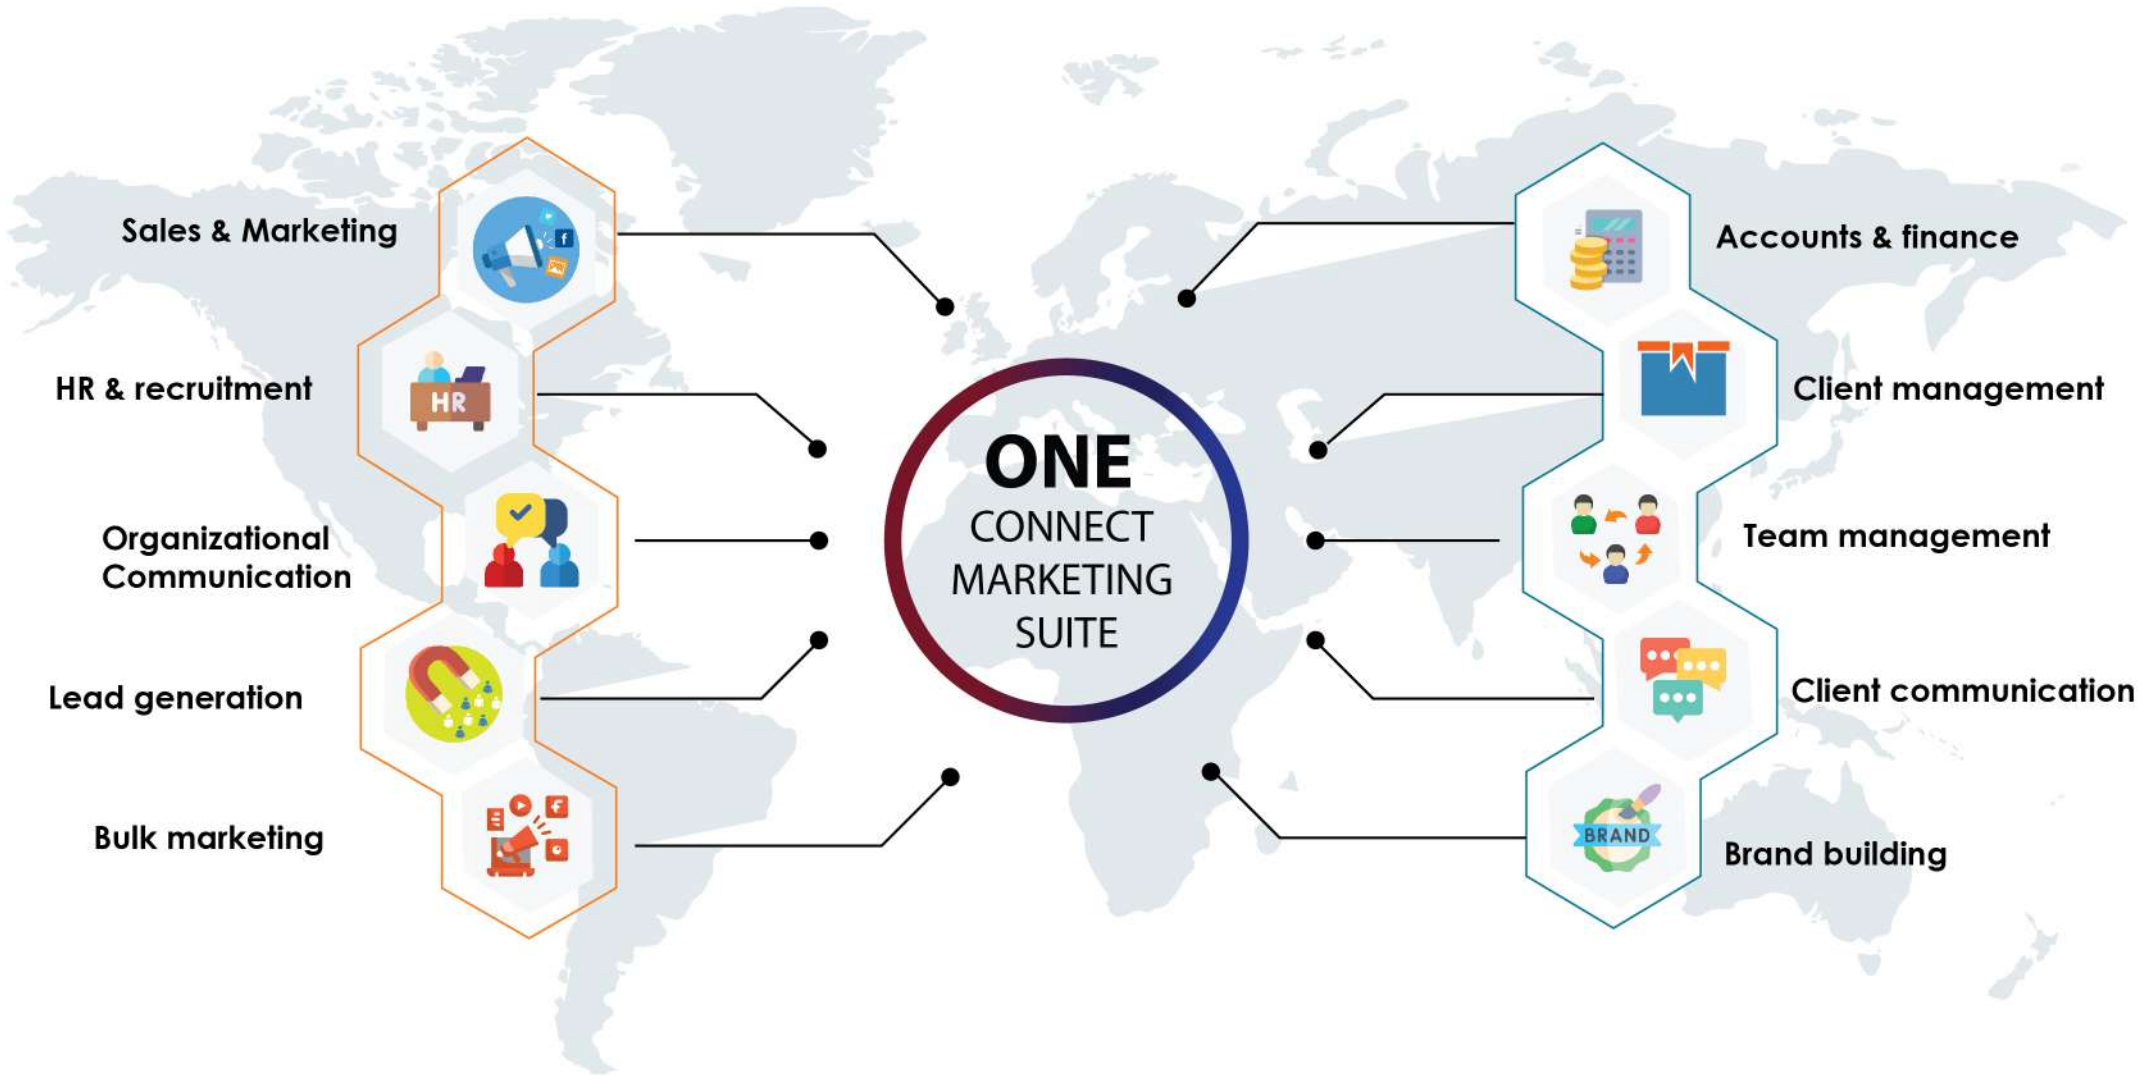 Sales & Marketing
HR & recruitment
HR
Organizational
Communication
Lead generation
Bulk marketing
ONE
CONNECT
MARKETING
SUITE
Accounts & finance
Client management
Team management
Client communication
BRAND
Brand building